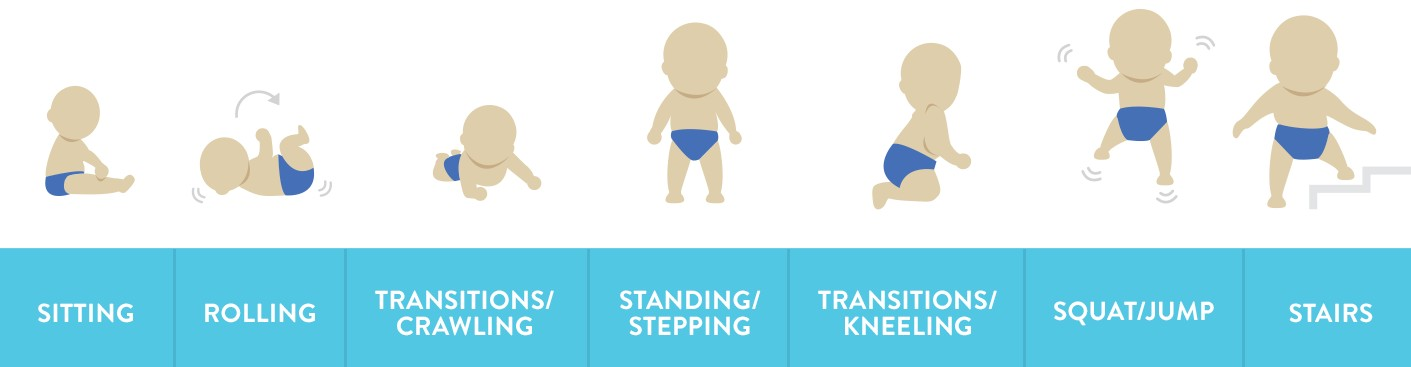 SITTING
ROLLING
TRANSITIONS/
CRAWLING
STANDING/
STEPPING
TRANSITIONS/
KNEELING
SQUAT/JUMP
STAIRS